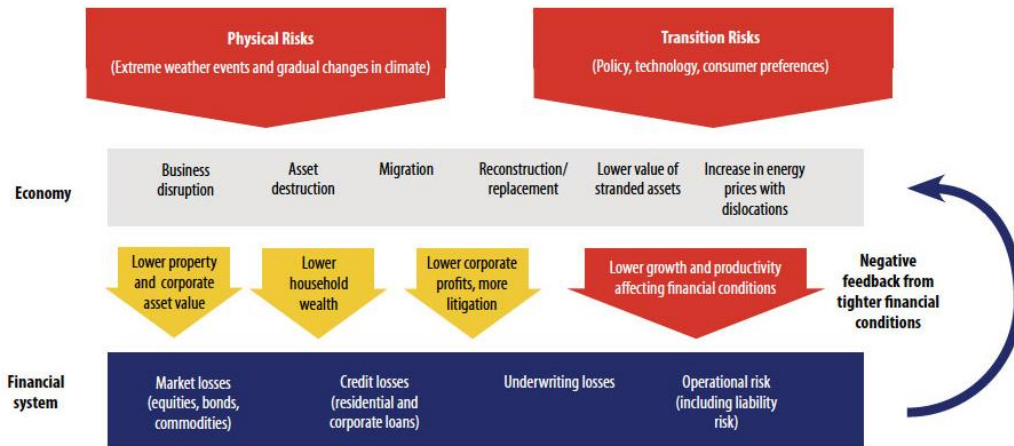 Physical Risks
(Extreme weather events and gradual changes in climate)
Transition Risks
(Policy, technology, consumer preferences)
Economy
Business
disruption
Asset
destruction
Migration
Reconstruction/
replacement
Lower value of
stranded assets
Increase in energy
prices with
dislocations
Lower property
and corporate
asset value
Lower
household
wealth
Lower corporate
profits, more
litigation
Lower growth and productivity
affecting financial conditions
Negative
feedback from
tighter financial
conditions
Financial
system
Market losses
(equities, bonds,
commodities)
Credit losses
(residential and
corporate loans)
Underwriting losses
Operational risk
(including liability
risk)